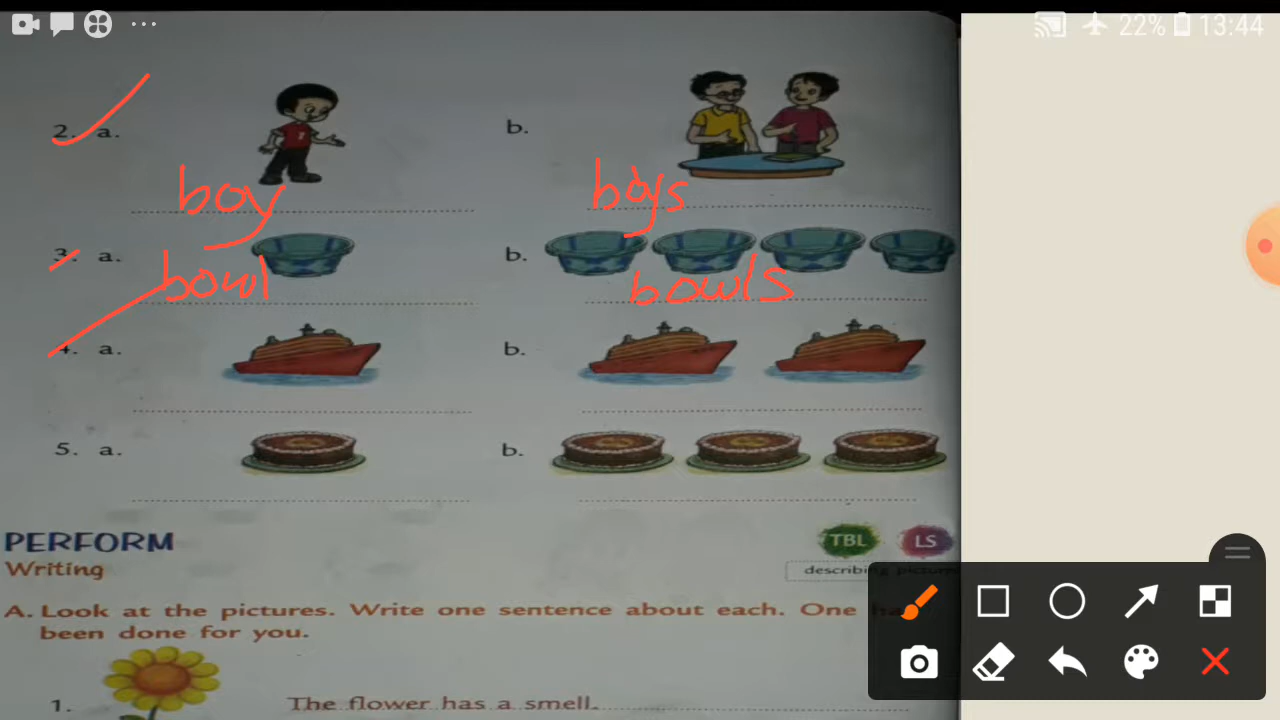 22% 13:44
2. a. b.
boy boys
3. a. b.
bowl bowls
4. a. b.
5. a. b.
PERFORM
TBL LS
Writing
describing
A. Look at the pictures. Write one sentence about each. One
been done for you.
1. The flower has a smell.